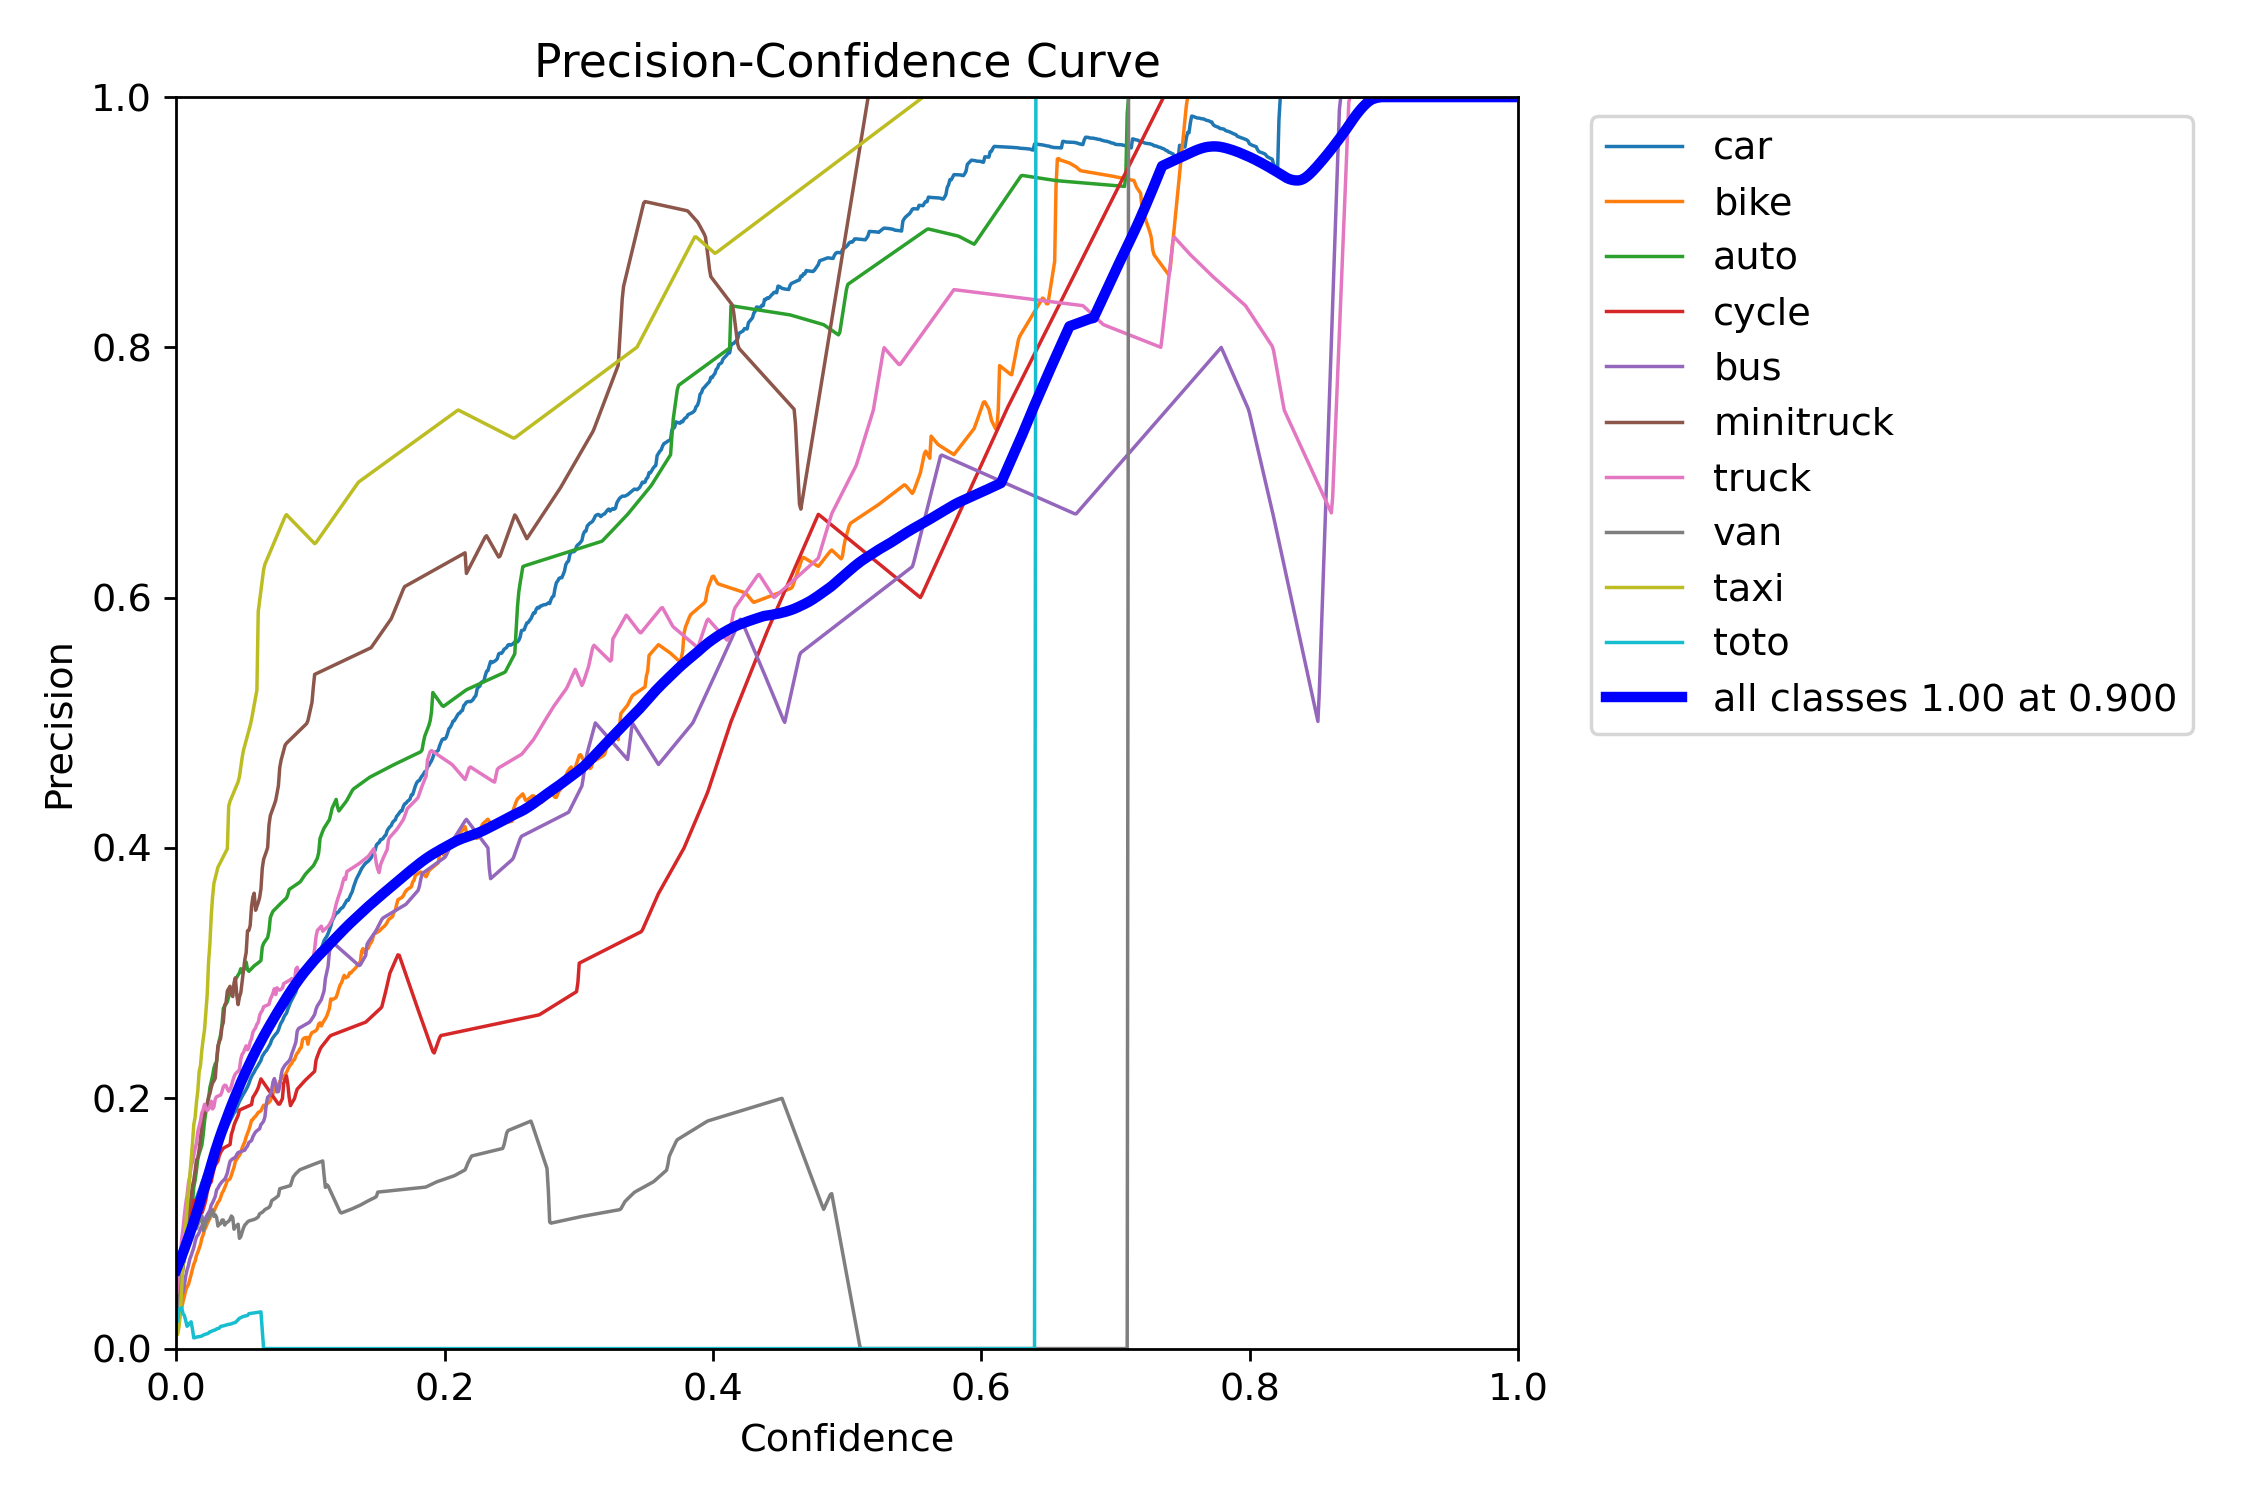 Precision-Confidence Curve
1.0
0.8
0.6
0.4
0.2
0.0
Precision
0.0 0.2 0.4 0.6 0.8 1.0
Confidence
car
bike
auto
cycle
bus
minitruck
truck
van
taxi
toto
all classes 1.00 at 0.900